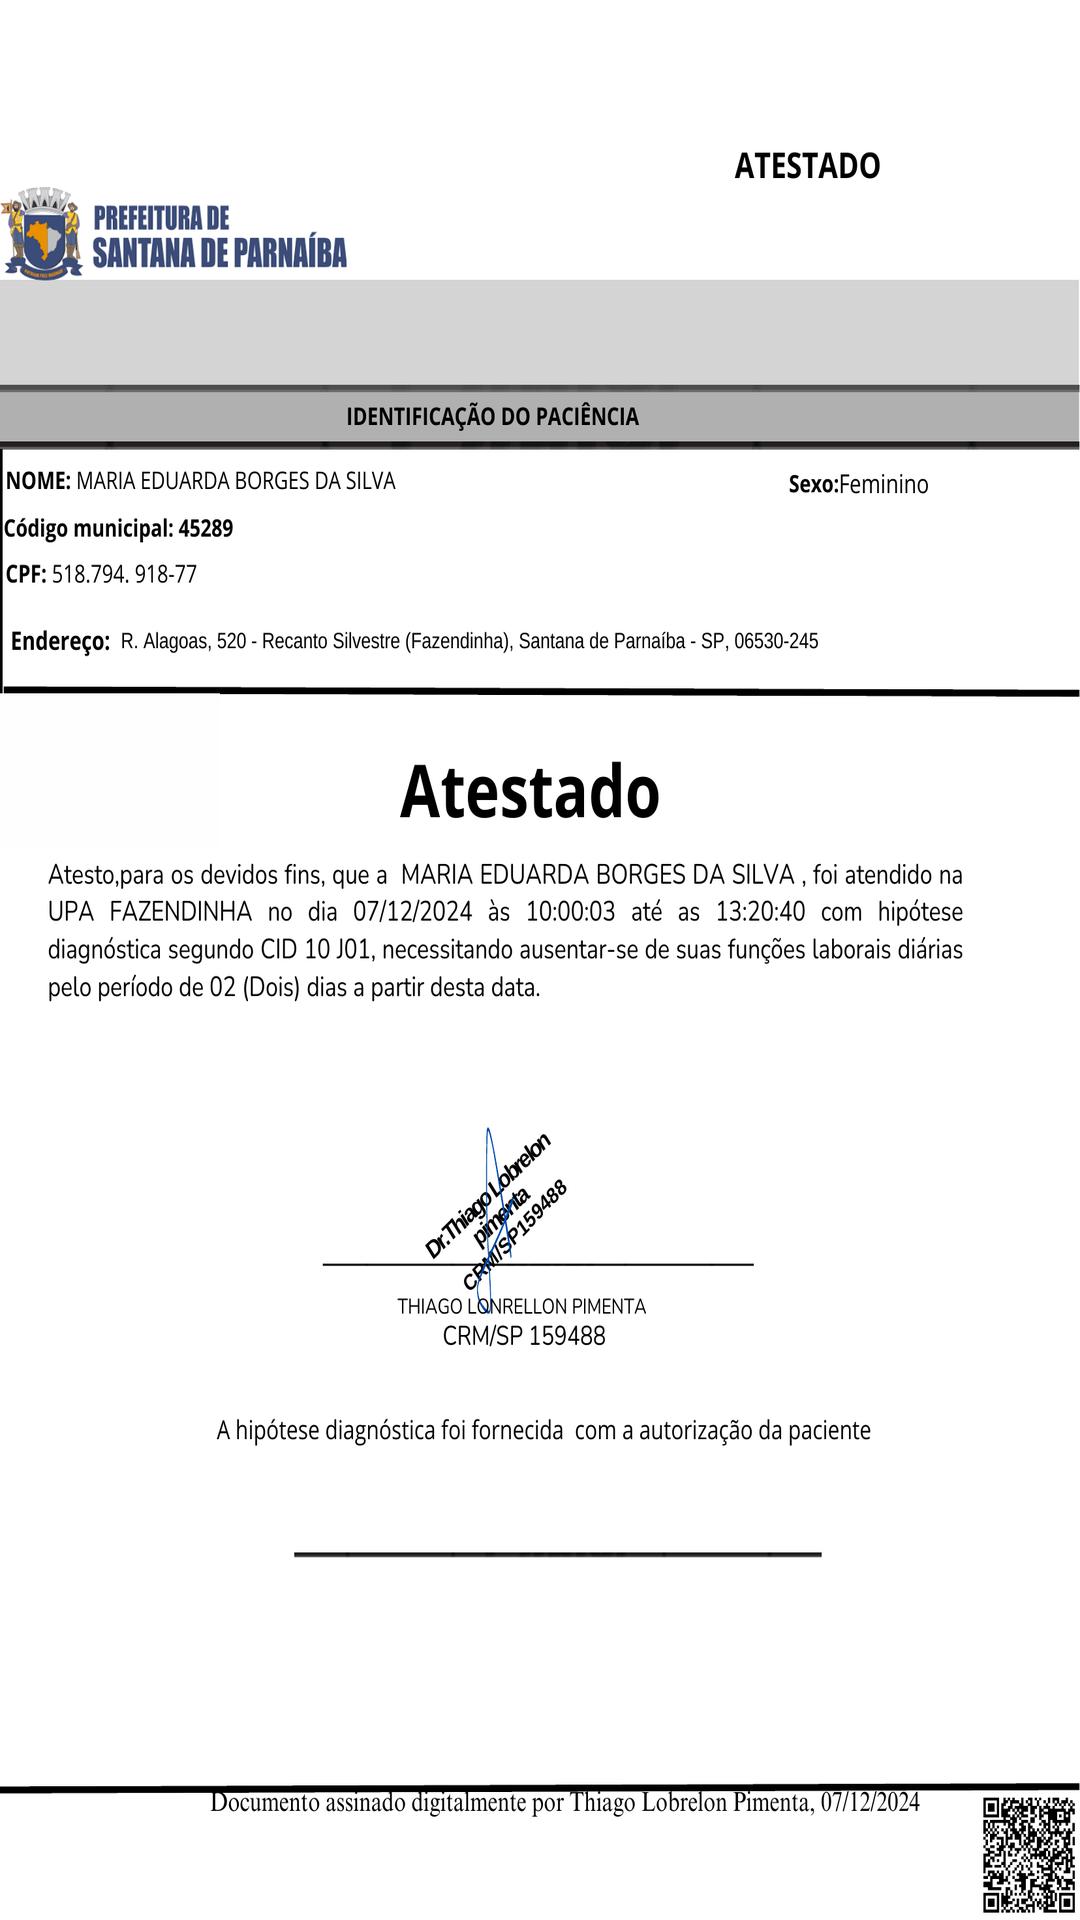 ATESTADO
PREFEITURA DE
SANTANA DE PARNAÍBA
IDENTIFICAÇÃO DO PACIÊNCIA
NOME: MARIA EDUARDA BORGES DA SILVA
Sexo:Feminino
Código municipal: 45289
CPF: 518.794. 918-77
Endereço: R. Alagoas, 520 - Recanto Silvestre (Fazendinha), Santana de Parnaíba - SP, 06530-245
Atestado
Atesto,para os devidos fins, que a MARIA EDUARDA BORGES DA SILVA , foi atendido na
UPA FAZENDINHA no dia 07/12/2024 às 10:00:03 até as 13:20:40 com hipótese
diagnóstica segundo CID 10 J01, necessitando ausentar-se de suas funções laborais diárias
pelo período de 02 (Dois) dias a partir desta data.
Dr.Thiago Lobrelon
pimenta
CRM/SP159488
THIAGO LONRELLON PIMENTA
CRM/SP 159488
A hipótese diagnóstica foi fornecida com a autorização da paciente
Documento assinado digitalmente por Thiago Lobrelon Pimenta, 07/12/2024